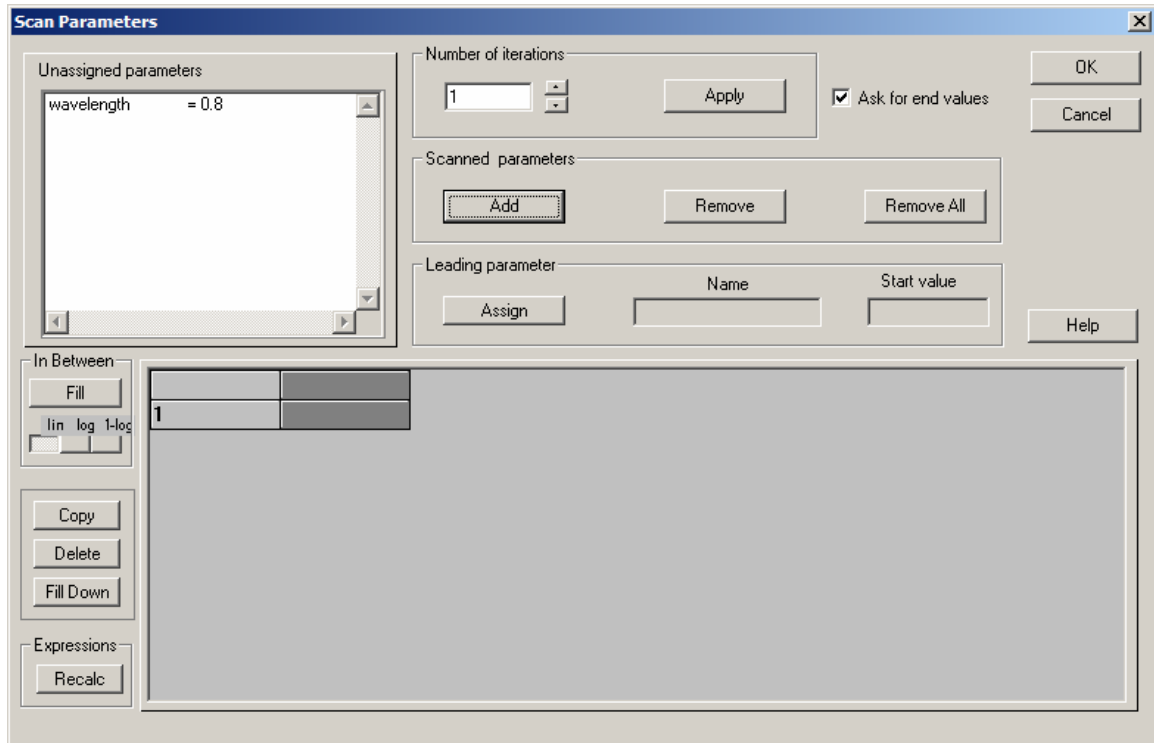 Scan Parameters
Unassigned parameters
wavelength = 0.8
Number of iterations
1
Apply
Ask for end values
OK
Cancel
Scanned parameters
Add
Remove
Remove All
Leading parameter
Assign
Name
Start value
Help
In Between
Fill
lin log 1-log
1
Copy
Delete
Fill Down
Expressions
Recalc